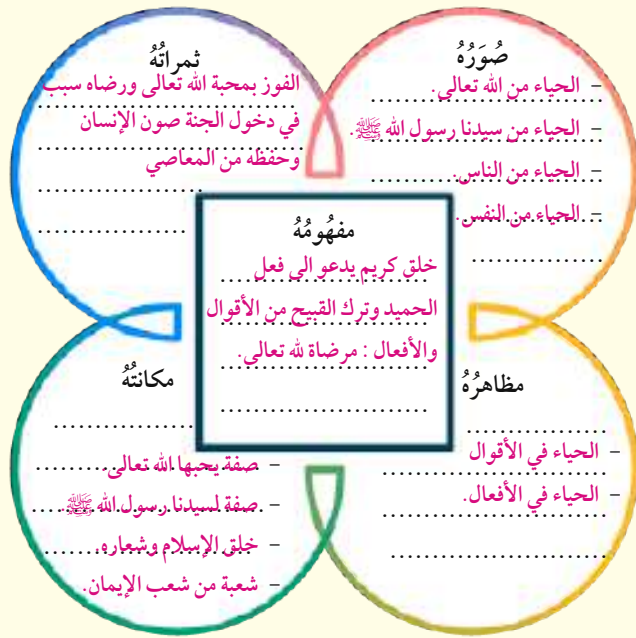 صُوَرُهُ
– الحياء من الله تعالى.
– الحياء من سيدنا رسول الله ﷺ.
– الحياء من الناس.
– الحياء من النفس.
ثمراتُهُ
الفوز بمحبة الله تعالى ورضاه سبب
في دخول الجنة صون الإنسان
وحفظه من المعاصي
مفهُومُهُ
خلق كريم يدعو الى فعل
الحميد وترك القبيح من الأقوال
والأفعال : مرضاة لله تعالى.
مظاهرُهُ
– الحياء في الأقوال
– الحياء في الأفعال.
مكانتُهُ
– صفة يحبها الله تعالى.
– صفة لسيدنا رسول الله ﷺ.
– خلق الإسلام وشعاره.
– شعبة من شعب الإيمان.